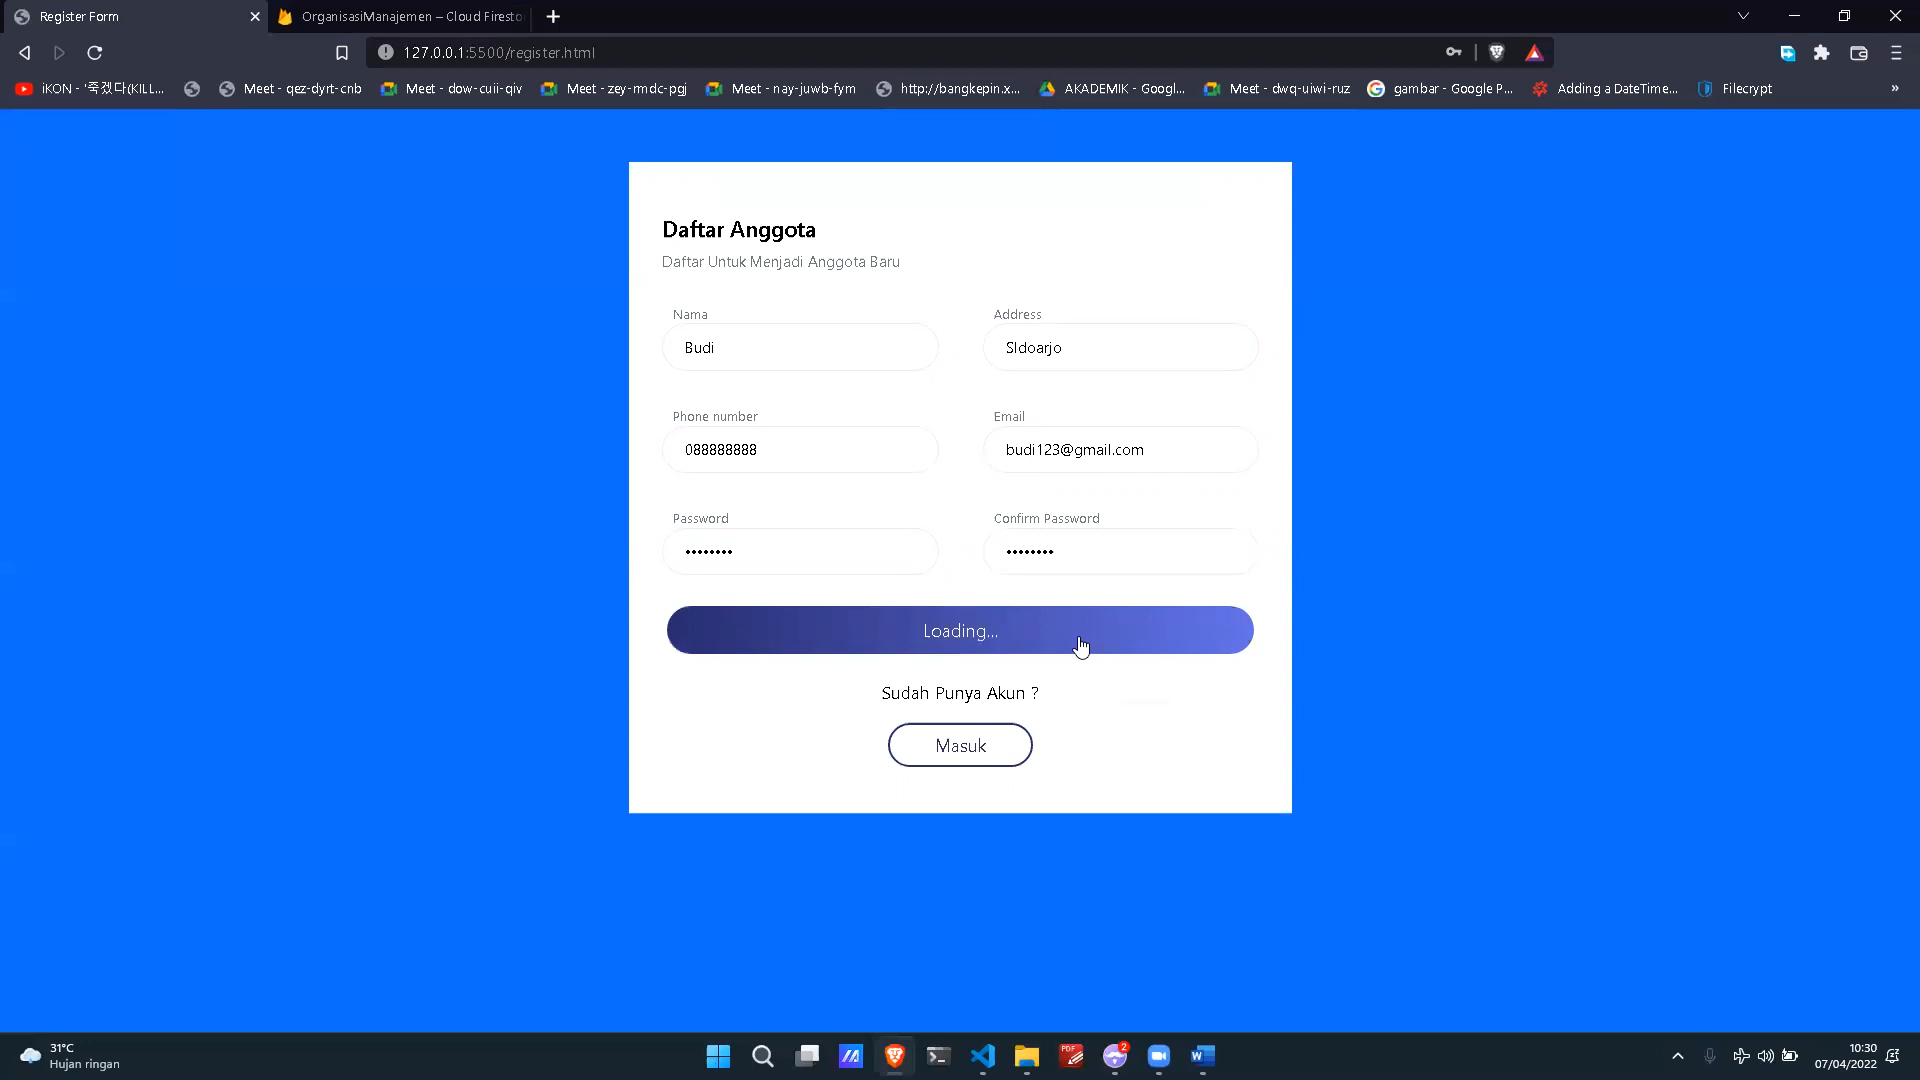 Register Form
OrganisasiManajemen – Cloud Firesto
127.0.0.1:5500/register.html
iKON - '죽겠다(KILL...
Meet - qez-dyrt-cnb
Meet - dow-cuii-qiv
Meet - zey-rmdc-pgj
Meet - nay-juwb-fym
http://bangkepin.x...
AKADEMIK - Googl...
Meet - dwq-uiwi-ruz
gambar - Google P...
Adding a DateTime...
Filecrypt
»
Daftar Anggota
Daftar Untuk Menjadi Anggota Baru
Nama
Address
Budi
SIdoarjo
Phone number
Email
088888888
budi123@gmail.com
Password
Confirm Password
••••••••
••••••••
Loading...
Sudah Punya Akun ?
Masuk
31°C
Hujan ringan
PDF
2
W
10:30
07/04/2022